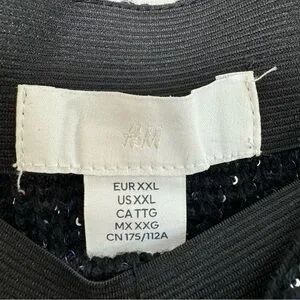 H&M
EUR XXL
US XXL
CA TTG
MX XXG
CN 175/112A